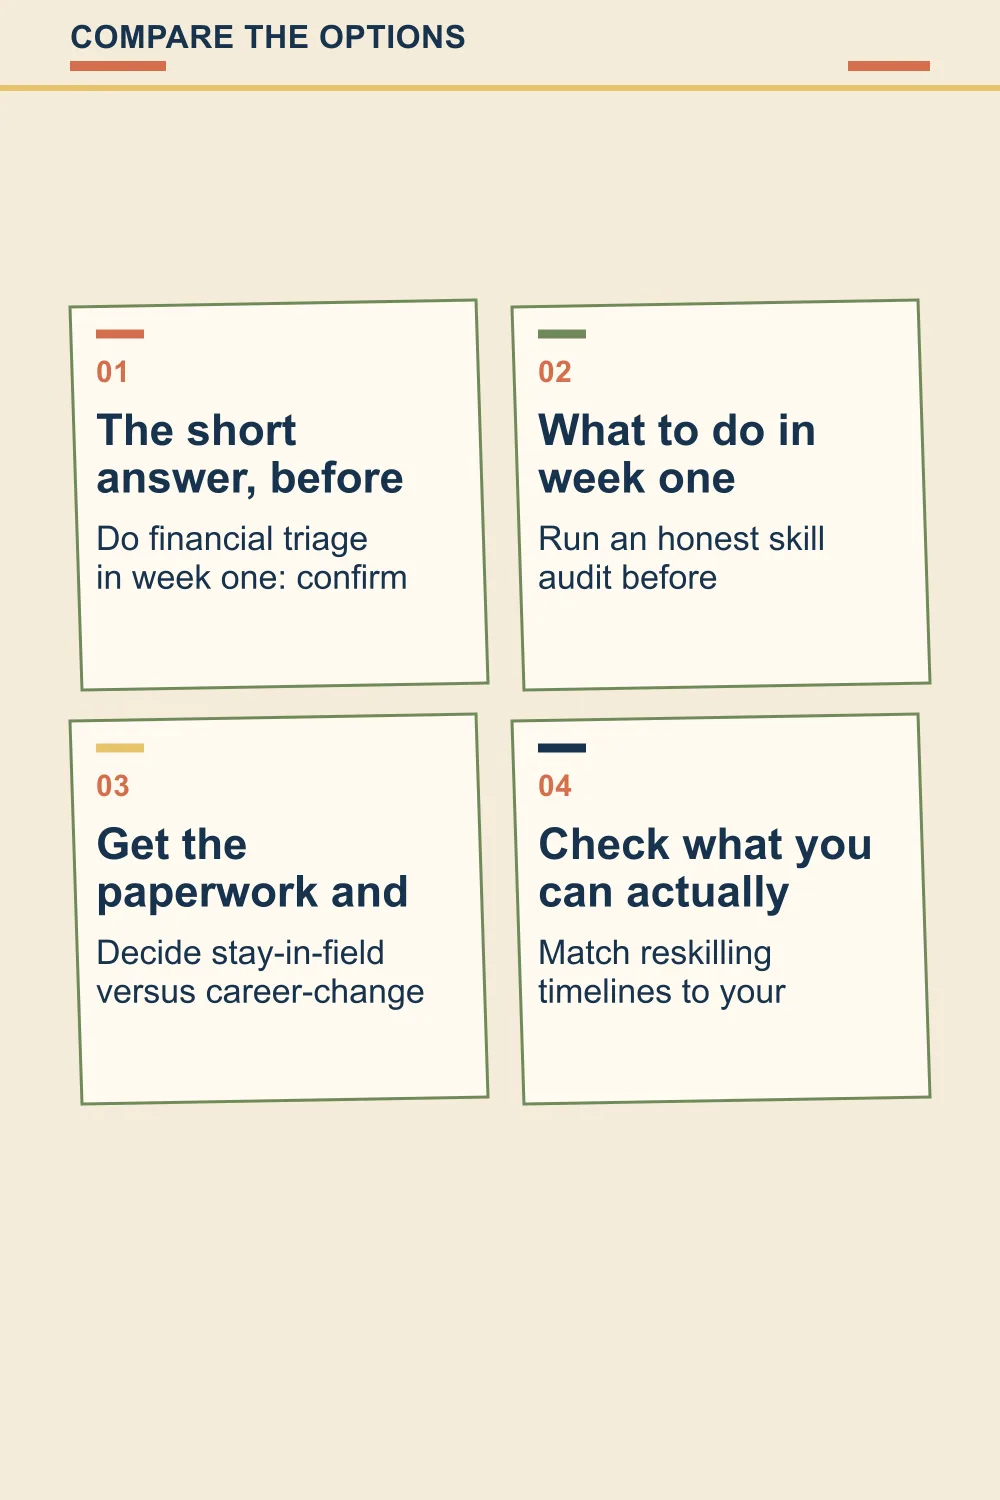 COMPARE THE OPTIONS
01
The short
answer, before
Do financial triage
in week one: confirm
02
What to do in
week one
Run an honest skill
audit before
03
Get the
paperwork and
Decide stay-in-field
versus career-change
04
Check what you
can actually
Match reskilling
timelines to your